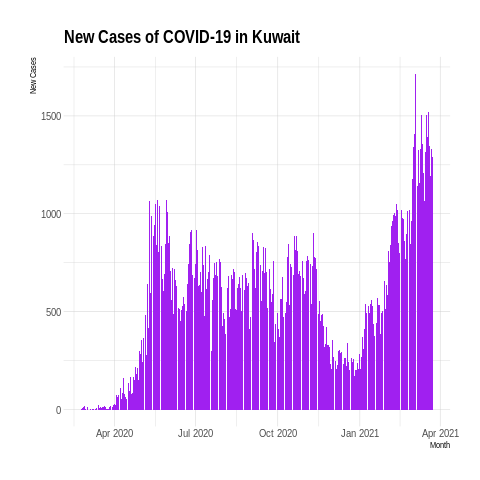 New Cases of COVID-19 in Kuwait
New Cases
1500
1000
500
0
Apr 2020 Jul 2020 Oct 2020 Jan 2021 Apr 2021
Month